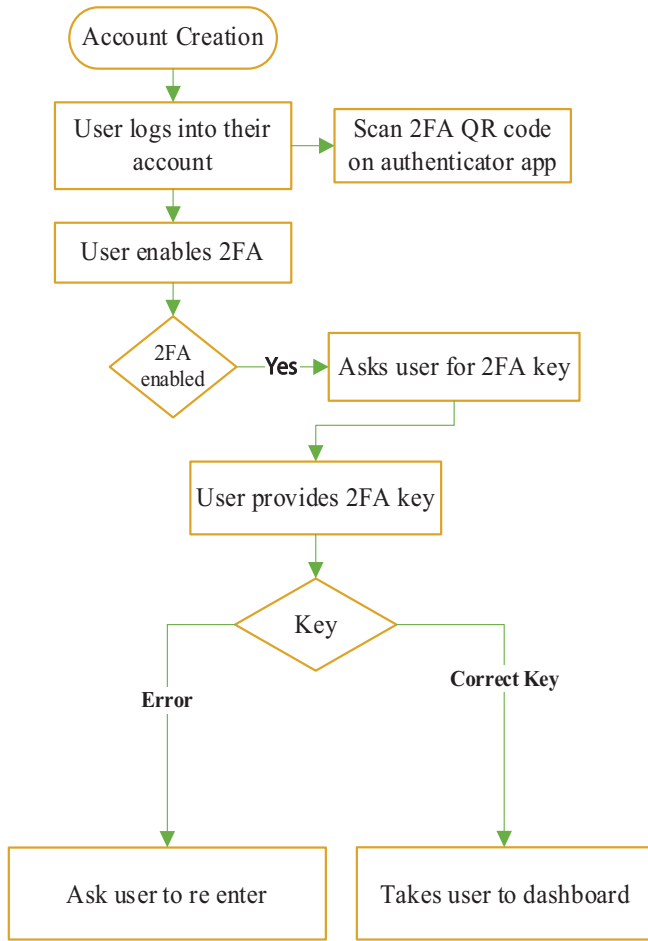 Account Creation
User logs into their
account
Scan 2FA QR code
on authenticator app
User enables 2FA
2FA
enabled
Yes
Asks user for 2FA key
User provides 2FA key
Key
Error
Correct Key
Ask user to re enter
Takes user to dashboard